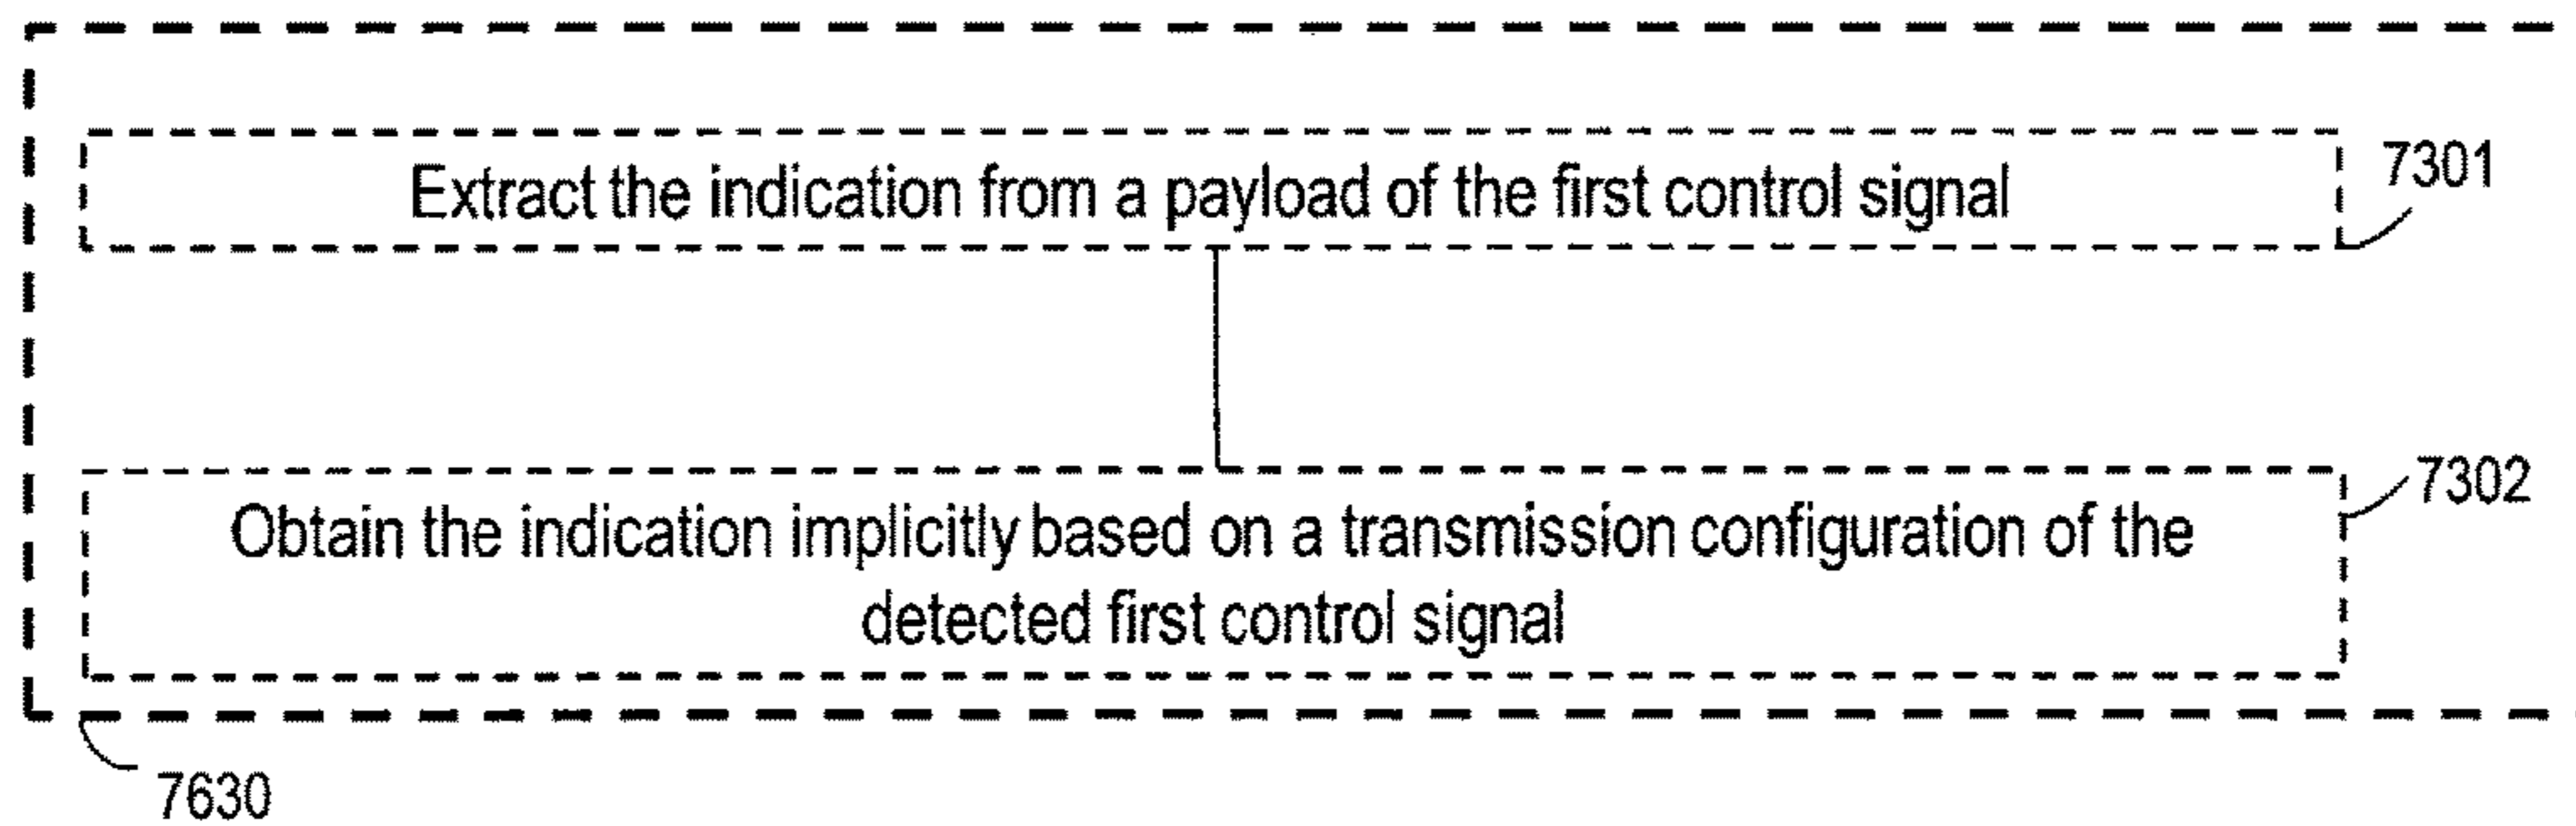 Extract the indication from a payload of the first control signal
7301
Obtain the indication implicitly based on a transmission configuration of the
detected first control signal
7302
7630